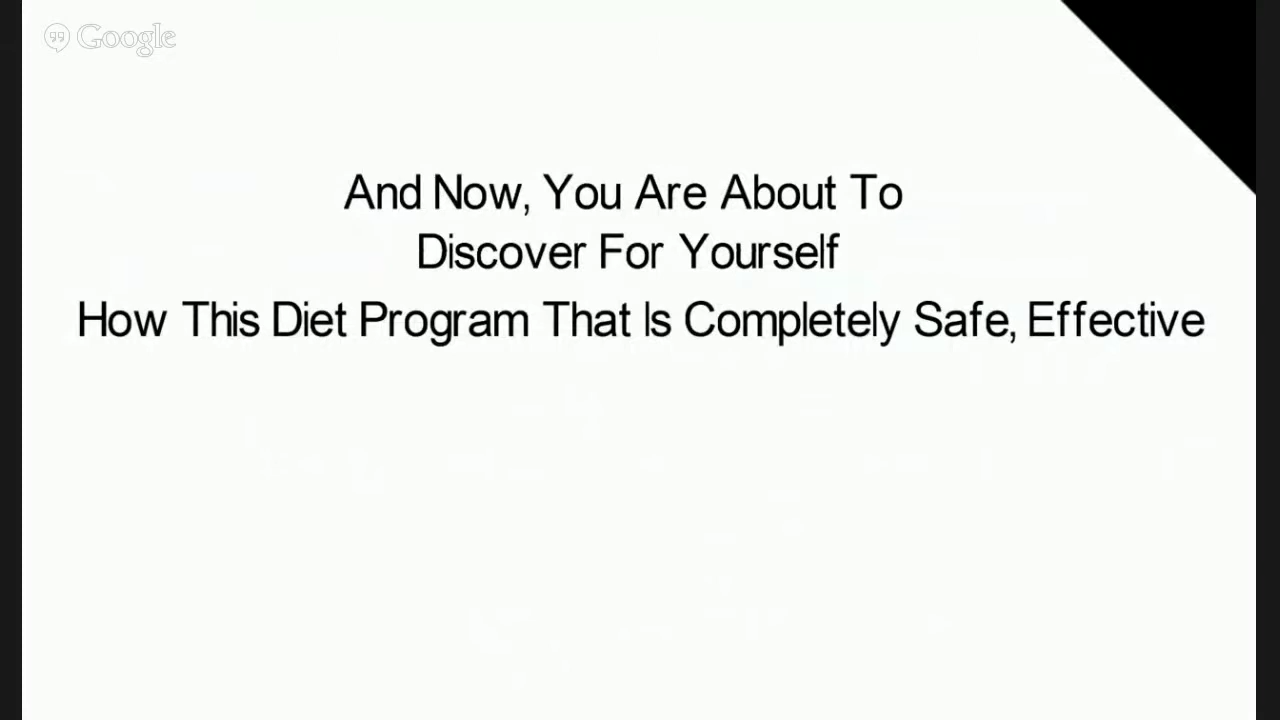 Google
And Now, You Are About To
Discover For Yourself
How This Diet Program That Is Completely Safe, Effective